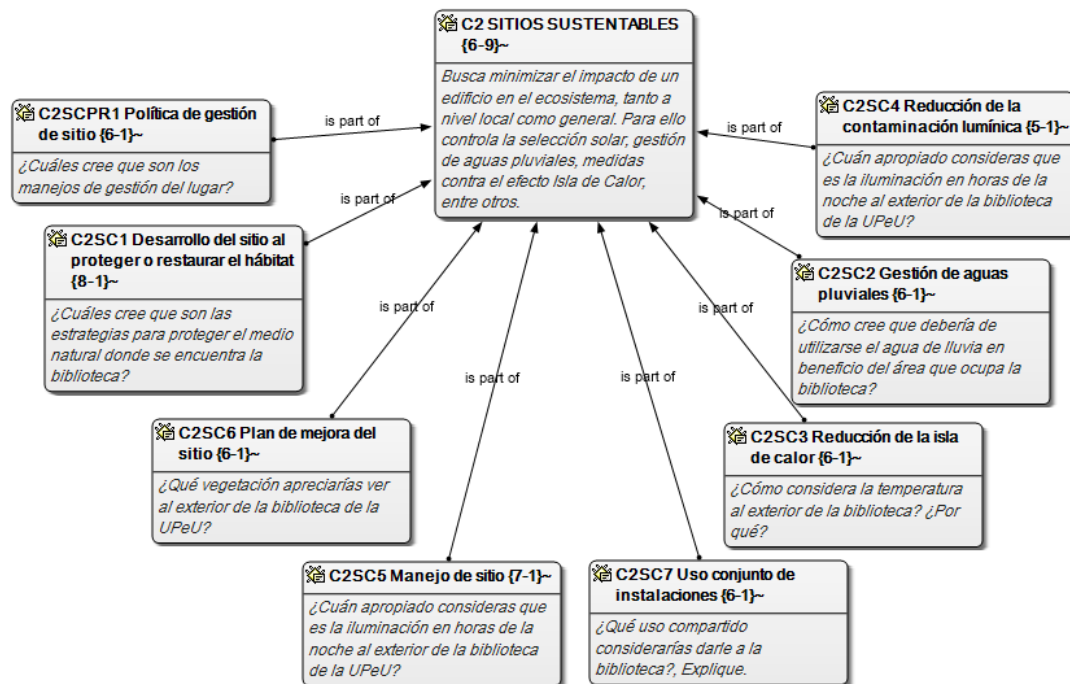 C2 SITIOS SUSTENTABLES
{6-9}~
Busca minimizar el impacto de un
edificio en el ecosistema, tanto a
nivel local como general. Para ello
controla la selección solar, gestión
de aguas pluviales, medidas
contra el efecto Isla de Calor,
entre otros.
C2SCPR1 Política de gestión
de sitio {6-1}~
¿Cuáles cree que son los
manejos de gestión del lugar?
is part of
C2SC4 Reducción de la
contaminación lumínica {5-1}~
¿Cuán apropiado consideras que
es la iluminación en horas de la
noche al exterior de la biblioteca
de la UPeU?
is part of
C2SC1 Desarrollo del sitio al
proteger o restaurar el hábitat
{8-1}~
¿Cuáles cree que son las
estrategias para proteger el medio
natural donde se encuentra la
biblioteca?
is part of
C2SC2 Gestión de aguas
pluviales {6-1}~
¿Cómo cree que debería de
utilizarse el agua de lluvia en
beneficio del área que ocupa la
biblioteca?
is part of
C2SC6 Plan de mejora del
sitio {6-1}~
¿Qué vegetación apreciarías ver
al exterior de la biblioteca de la
UPeU?
is part of
C2SC3 Reducción de la isla
de calor {6-1}~
¿Cómo considera la temperatura
al exterior de la biblioteca? ¿Por
qué?
is part of
C2SC5 Manejo de sitio {7-1}~
¿Cuán apropiado consideras que
es la iluminación en horas de la
noche al exterior de la biblioteca
de la UPeU?
is part of
C2SC7 Uso conjunto de
instalaciones {6-1}~
¿Qué uso compartido
considerarías darle a la
biblioteca?, Explique.
is part of